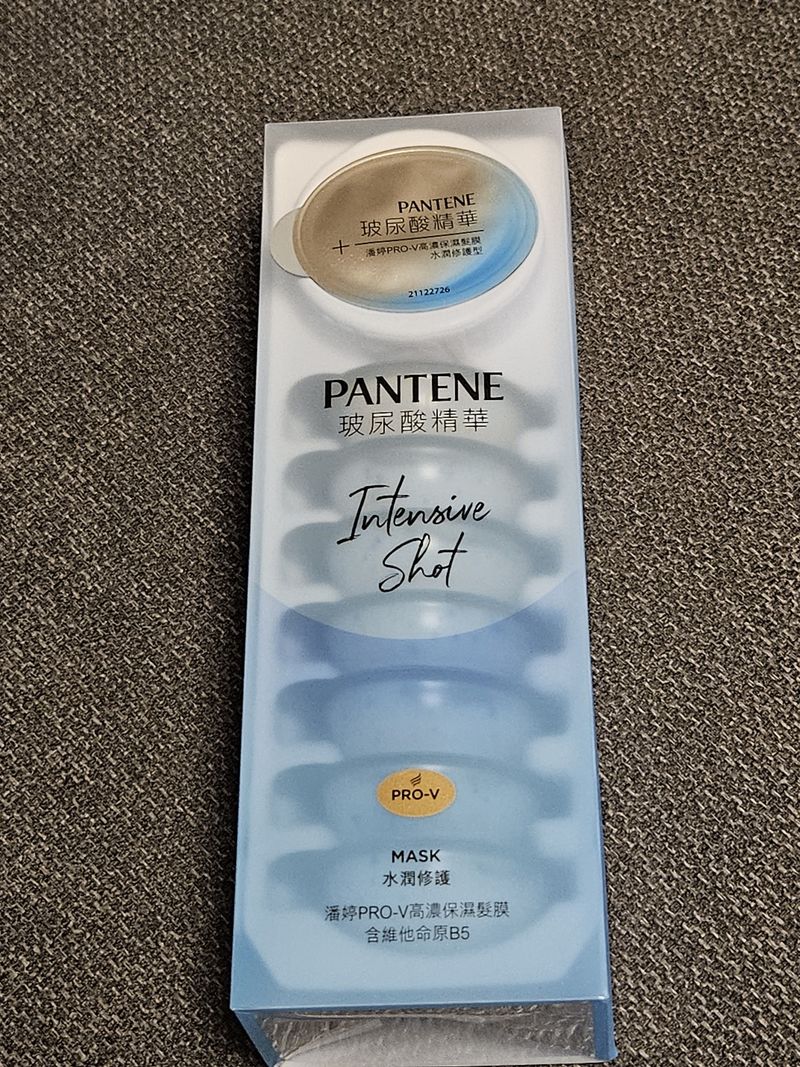 PANTENE
玻尿酸精華
+
潘婷PRO-V高濃保濕髮膜
水潤修護型
21122726
PANTENE
玻尿酸精華
Intensive
Shot
PRO-V
MASK
水潤修護
潘婷PRO-V高濃保濕髮膜
含維他命原B5